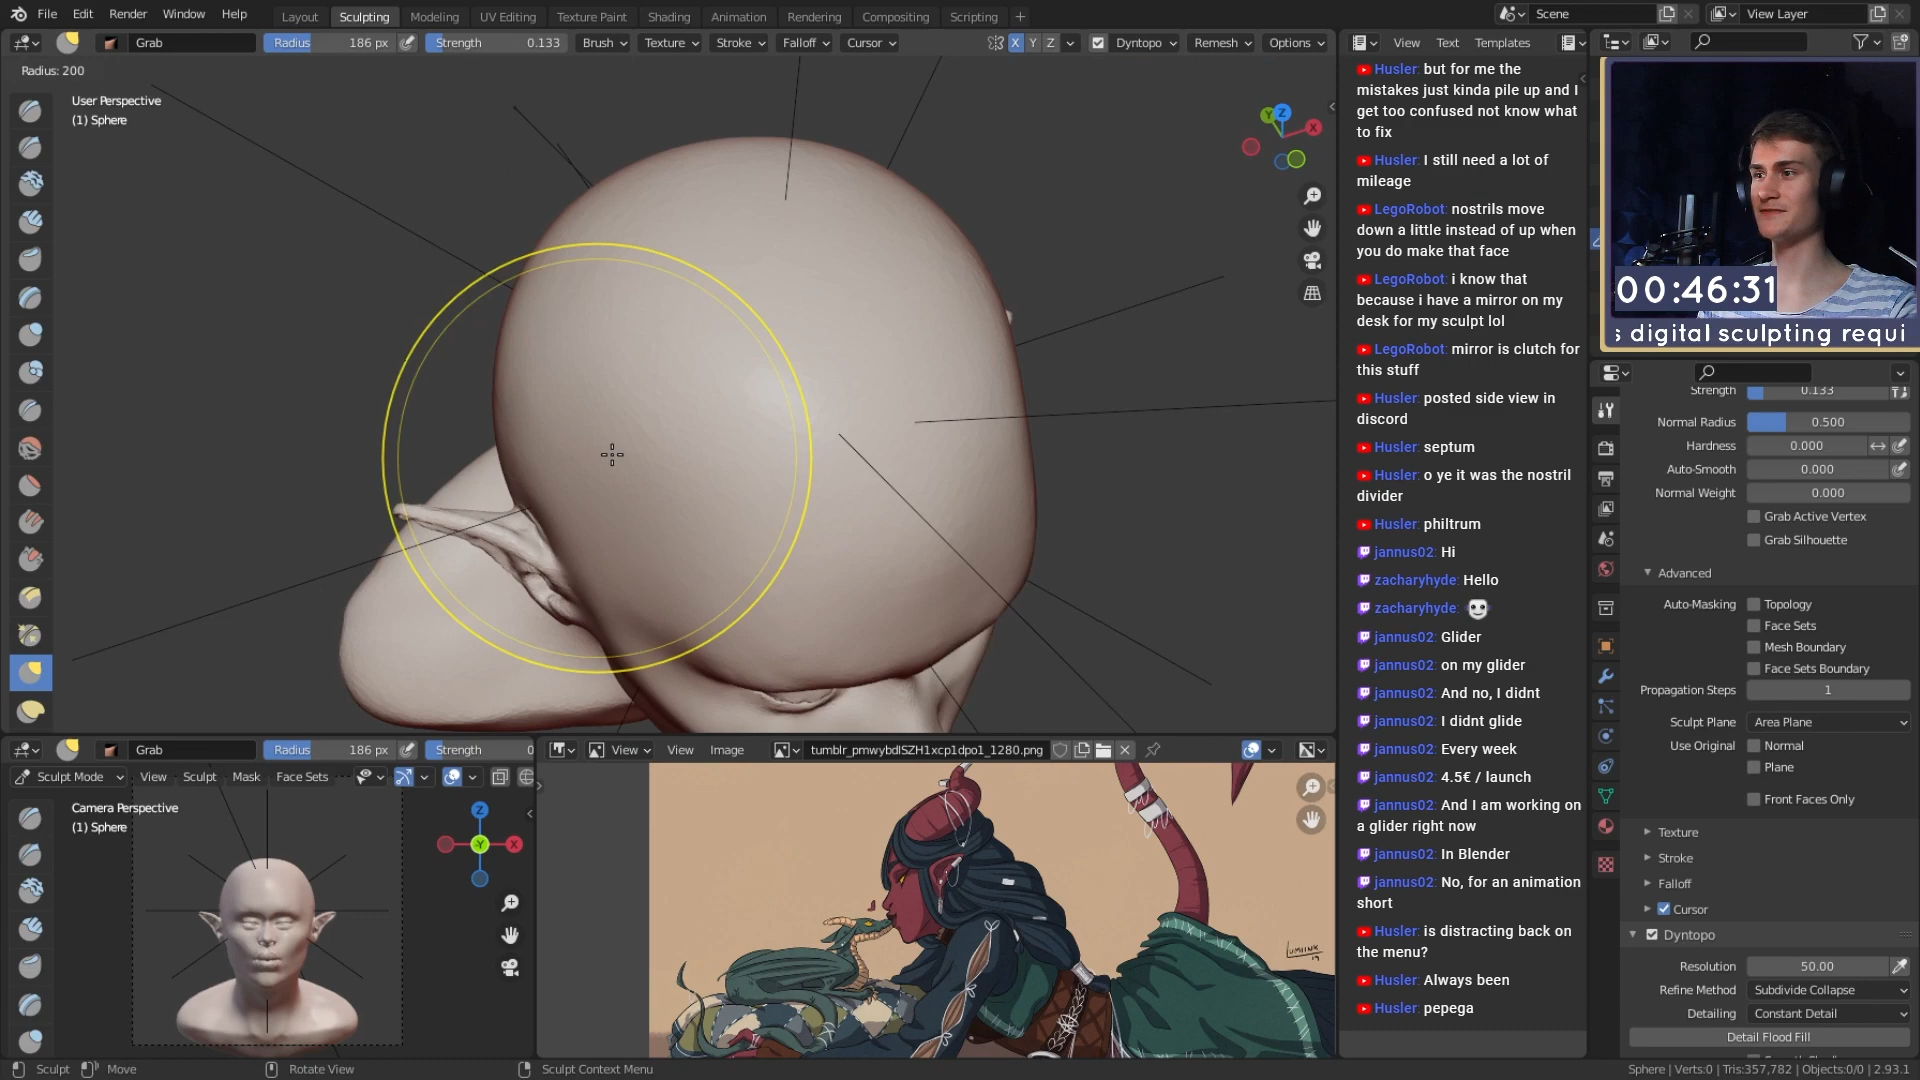 File Edit Render Window Help Layout Sculpting Modeling UV Editing Texture Paint Shading Animation Rendering Compositing Scripting + Scene View Layer
Grab Radius 186 px Strength 0.133 Brush Texture Stroke Falloff Cursor X Y Z Dyntopo Remesh Options View Text Templates
Radius: 200
User Perspective
(1) Sphere
Y Z X
Husler: but for me the
mistakes just kinda pile up and I
get too confused not know what
to fix
Husler: I still need a lot of
mileage
LegoRobot: nostrils move
down a little instead of up when
you do make that face
LegoRobot: i know that
because i have a mirror on my
desk for my sculpt lol
LegoRobot: mirror is clutch for
this stuff
Husler: posted side view in
discord
Husler: septum
Husler: o ye it was the nostril
divider
Husler: philtrum
jannus02: Hi
zacharyhyde: Hello
zacharyhyde:
jannus02: Glider
jannus02: on my glider
jannus02: And no, I didnt
jannus02: I didnt glide
jannus02: Every week
jannus02: 4.5€ / launch
jannus02: And I am working on
a glider right now
jannus02: In Blender
jannus02: No, for an animation
short
Husler: is distracting back on
the menu?
Husler: Always been
Husler: pepega
00:46:31
s digital sculpting requi
Strength 0.133
Normal Radius 0.500
Hardness 0.000
Auto-Smooth 0.000
Normal Weight 0.000
Grab Active Vertex
Grab Silhouette
Advanced
Auto-Masking Topology
Face Sets
Mesh Boundary
Face Sets Boundary
Propagation Steps 1
Sculpt Plane Area Plane
Use Original Normal
Plane
Front Faces Only
Texture
Stroke
Falloff
Cursor
Dyntopo
Resolution 50.00
Refine Method Subdivide Collapse
Detailing Constant Detail
Detail Flood Fill
Grab Radius 186 px Strength 0
Sculpt Mode View Sculpt Mask Face Sets
Camera Perspective
(1) Sphere
Z Y X
View View Image tumblr_pmwybdlSZH1xcp1dpo1_1280.png
LUMIINK
19
Sculpt Move Rotate View Sculpt Context Menu
Sphere | Verts:0 | Tris:357,782 | Objects:0/0 | 2.93.1